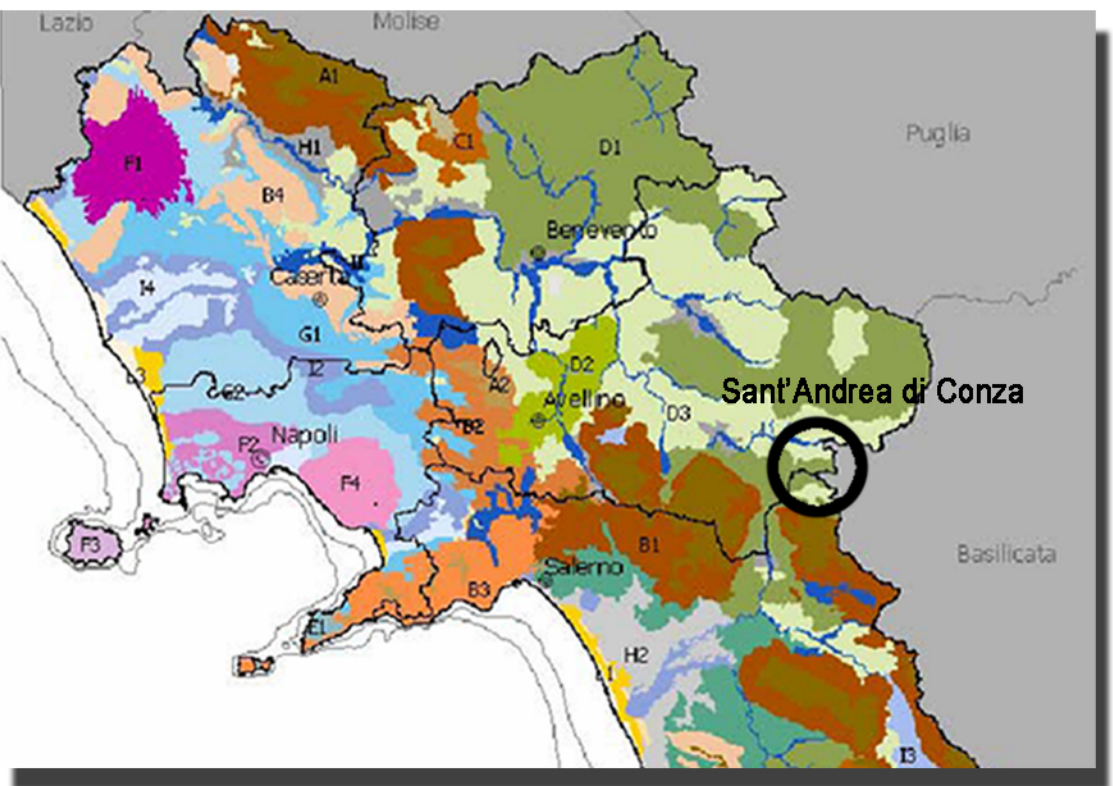 Lazio
Molise
A1
Puglia
C1
H1
D1
F1
B4
Benevento
Caserta
I4
G1
D2
I2
A2
Sant'Andrea di Conza
Avellino
D3
B2
Napoli
F2
F4
F3
B1
Basilicata
Salerno
B3
E1
H2
I3